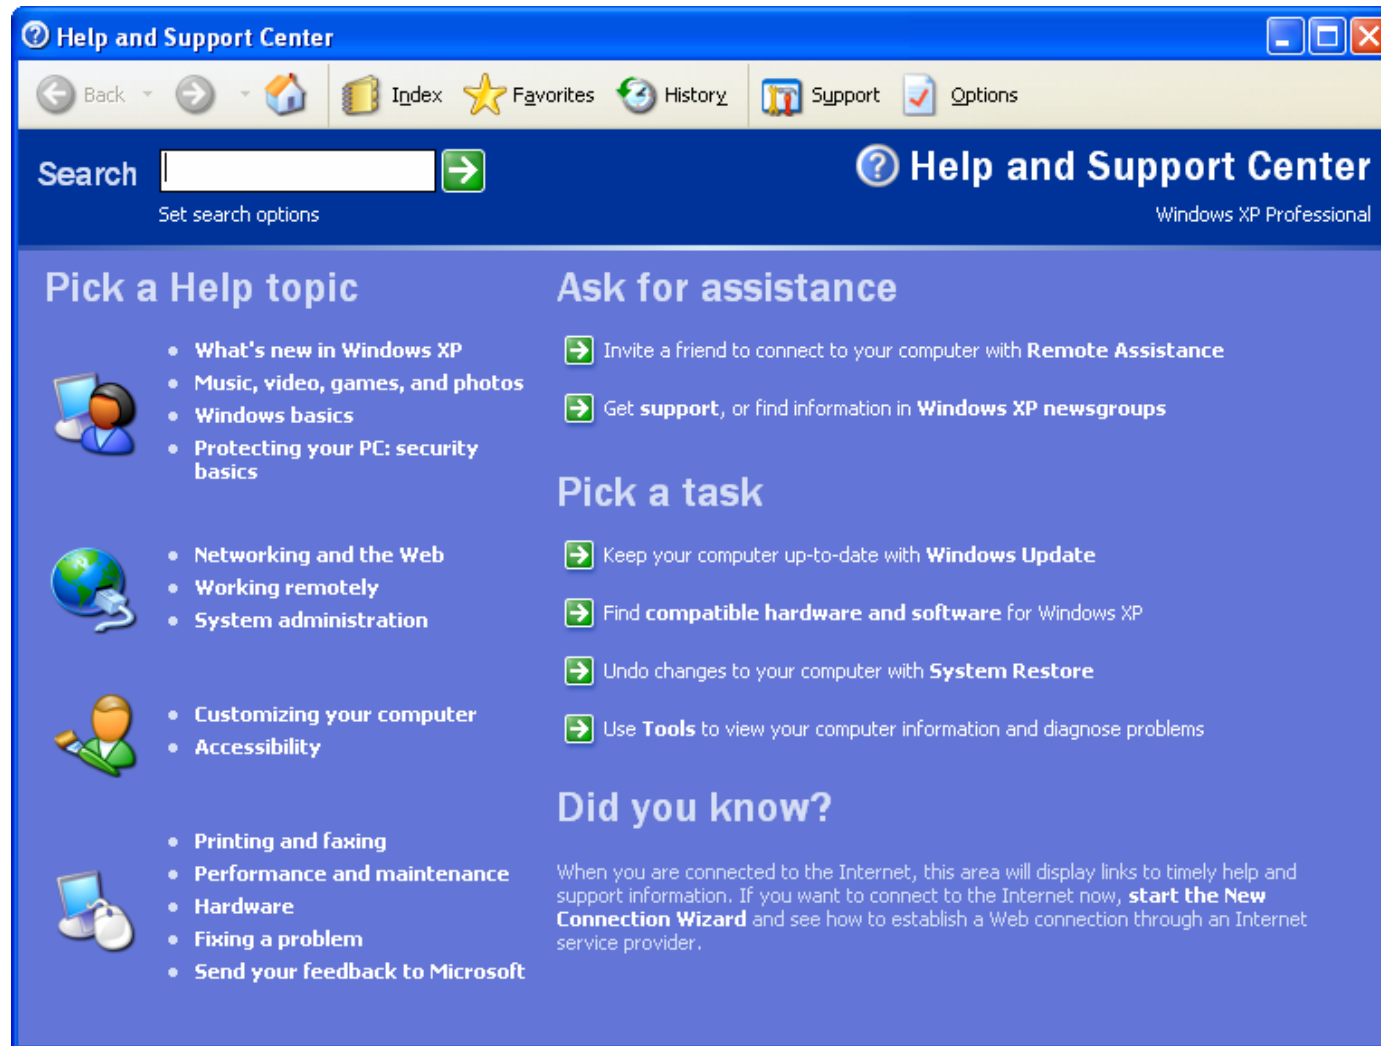 Help and Support Center
Back
Index
Favorites
History
Support
Options
Search
Set search options
Help and Support Center
Windows XP Professional
Pick a Help topic
What's new in Windows XP
Music, video, games, and photos
Windows basics
Protecting your PC: security
basics
Networking and the Web
Working remotely
System administration
Customizing your computer
Accessibility
Printing and faxing
Performance and maintenance
Hardware
Fixing a problem
Send your feedback to Microsoft
Ask for assistance
Invite a friend to connect to your computer with Remote Assistance
Get support, or find information in Windows XP newsgroups
Pick a task
Keep your computer up-to-date with Windows Update
Find compatible hardware and software for Windows XP
Undo changes to your computer with System Restore
Use Tools to view your computer information and diagnose problems
Did you know?
When you are connected to the Internet, this area will display links to timely help and
support information. If you want to connect to the Internet now, start the New
Connection Wizard and see how to establish a Web connection through an Internet
service provider.